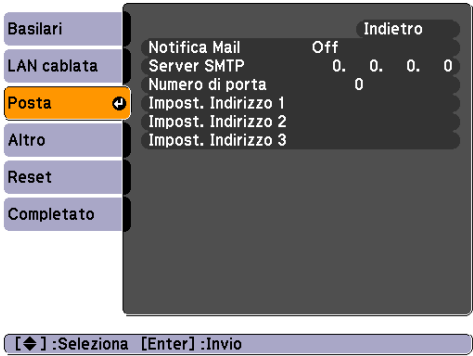 Basilari
LAN cablata
Posta
Altro
Reset
Completato
Indietro
Notifica Mail Off
Server SMTP 0. 0. 0. 0
Numero di porta 0
Impost. Indirizzo 1
Impost. Indirizzo 2
Impost. Indirizzo 3
[◆] :Seleziona [Enter] :Invio